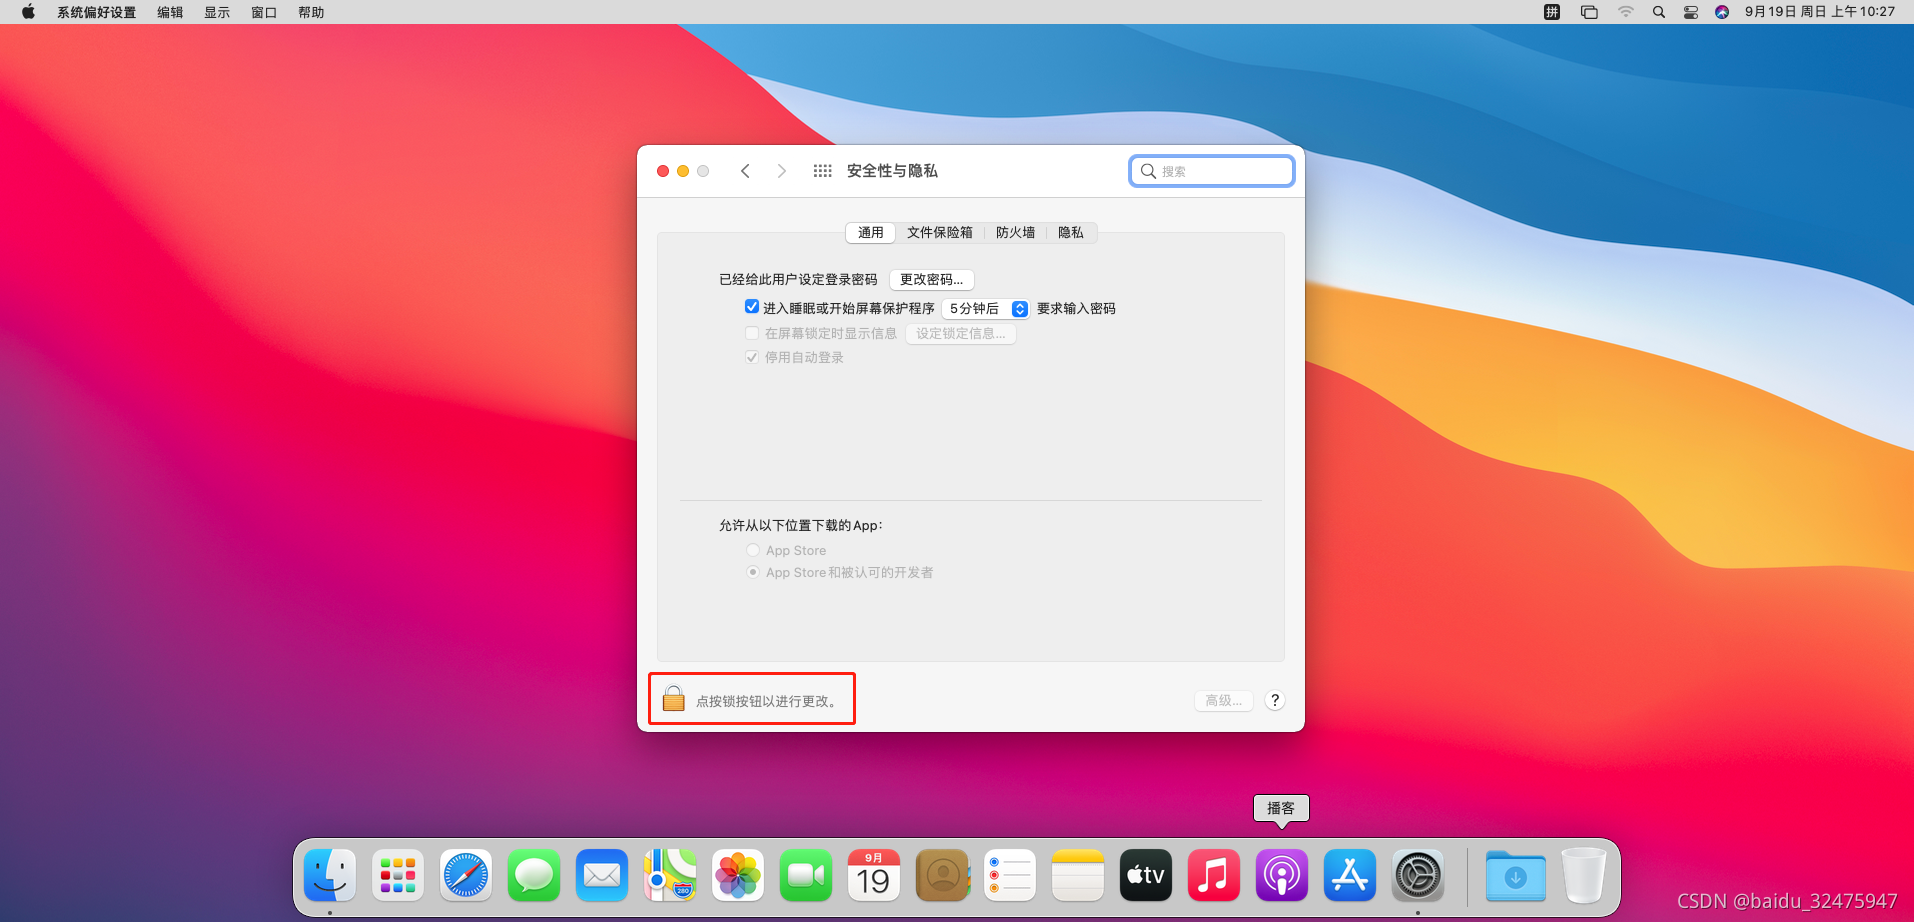 系统偏好设置 编辑 显示 窗口 帮助 拼 9月19日 周日 上午10:27
安全性与隐私 搜索
通用 文件保险箱 防火墙 隐私
已经给此用户设定登录密码 更改密码...
进入睡眠或开始屏幕保护程序 5分钟后 要求输入密码
在屏幕锁定时显示信息 设定锁定信息...
停用自动登录
允许从以下位置下载的App：
App Store
App Store和被认可的开发者
点按锁按钮以进行更改。 高级... ?
播客
280
9月
19
tv
CSDN @baidu_32475947